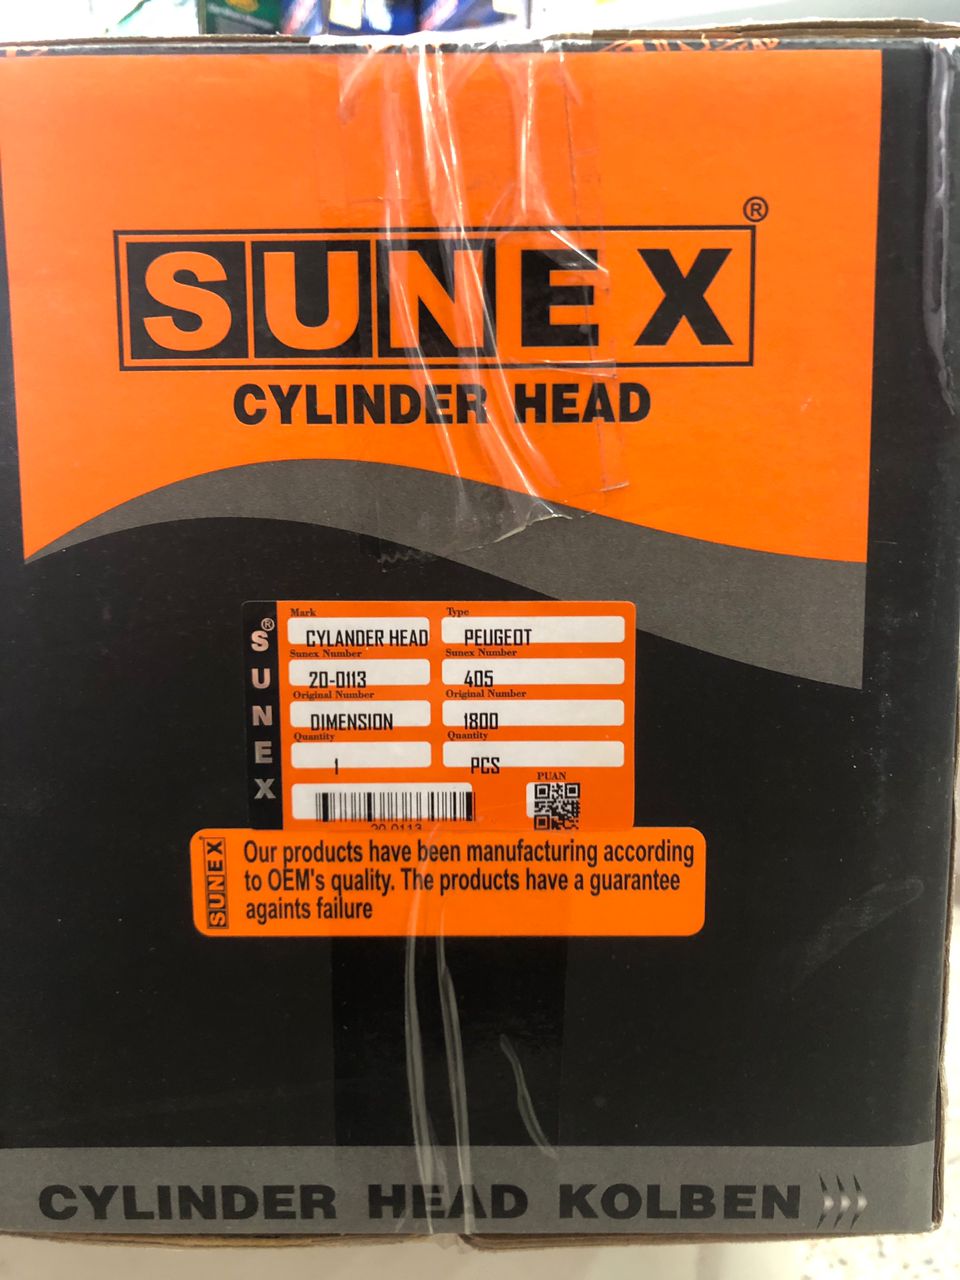 SUNEX®
CYLINDER HEAD
SUNEX®
Mark Type
CYLANDER HEAD PEUGEOT
Sunex Number Sunex Number
20-0113 405
Original Number Original Number
DIMENSION 1800
Quantity Quantity
1 PCS
PUAN
20-0113
SUNEX
Our products have been manufacturing according
to OEM's quality. The products have a guarantee
againts failure
CYLINDER HEAD KOLBEN